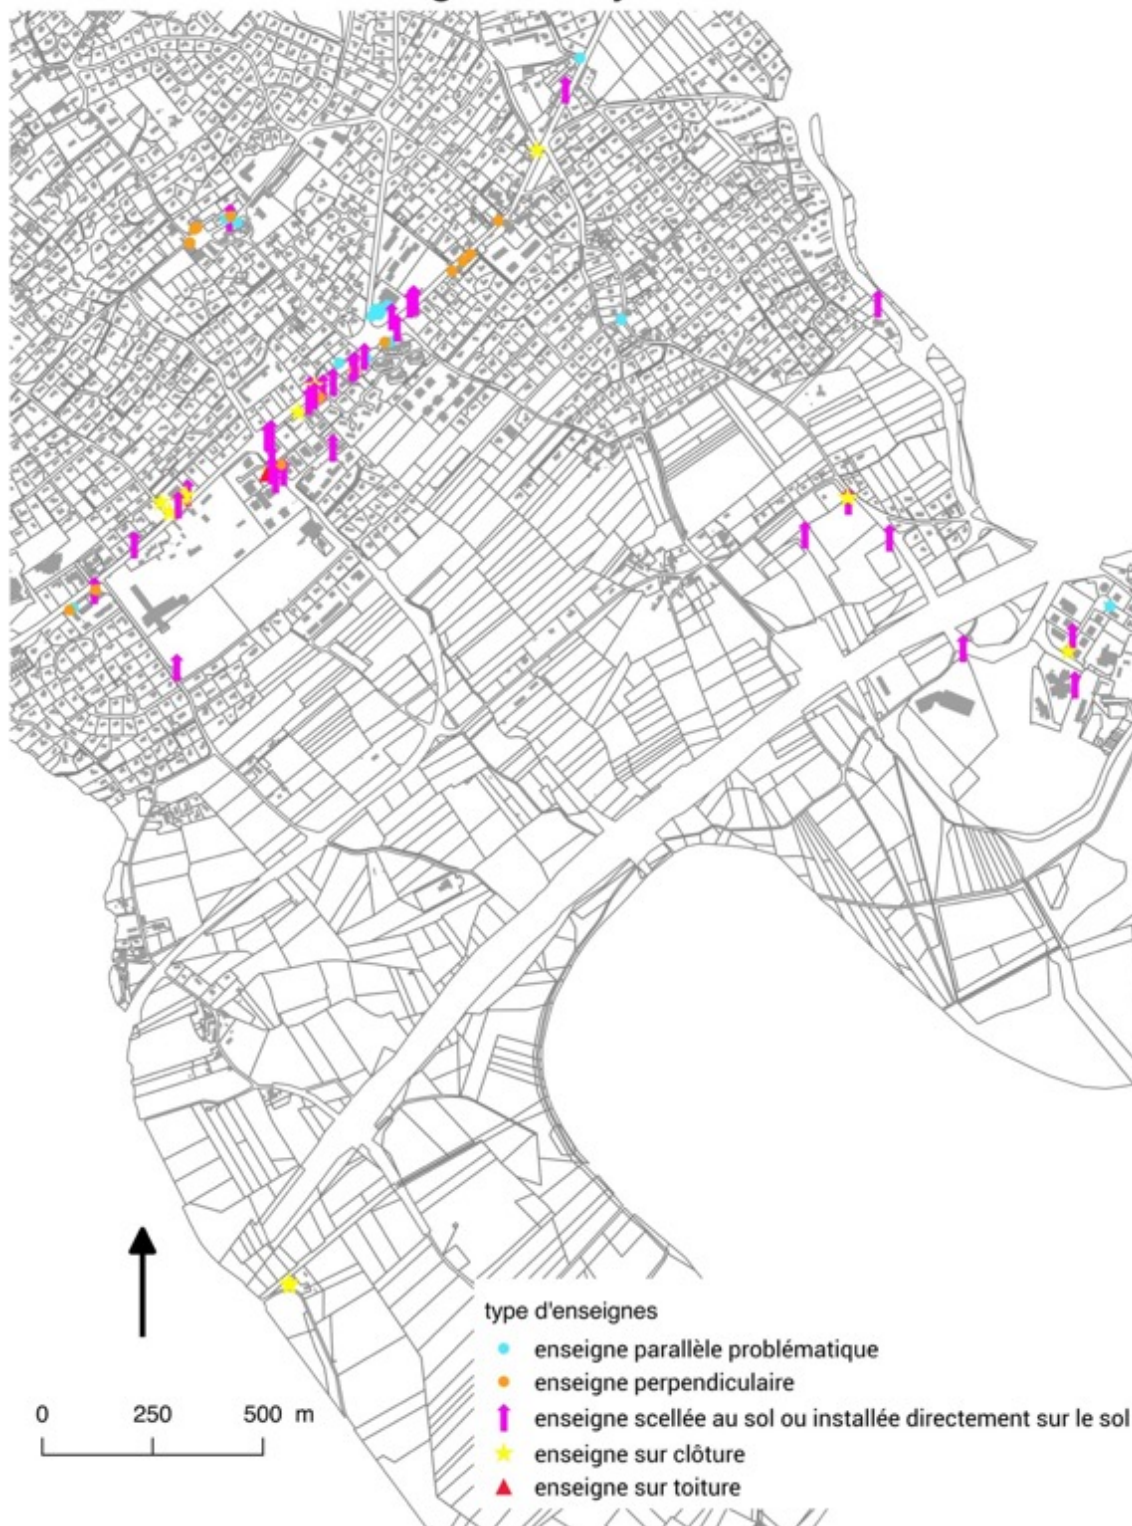 0 250 500 m
type d'enseignes
enseigne parallèle problématique
enseigne perpendiculaire
enseigne scellée au sol ou installée directement sur le sol
enseigne sur clôture
enseigne sur toiture